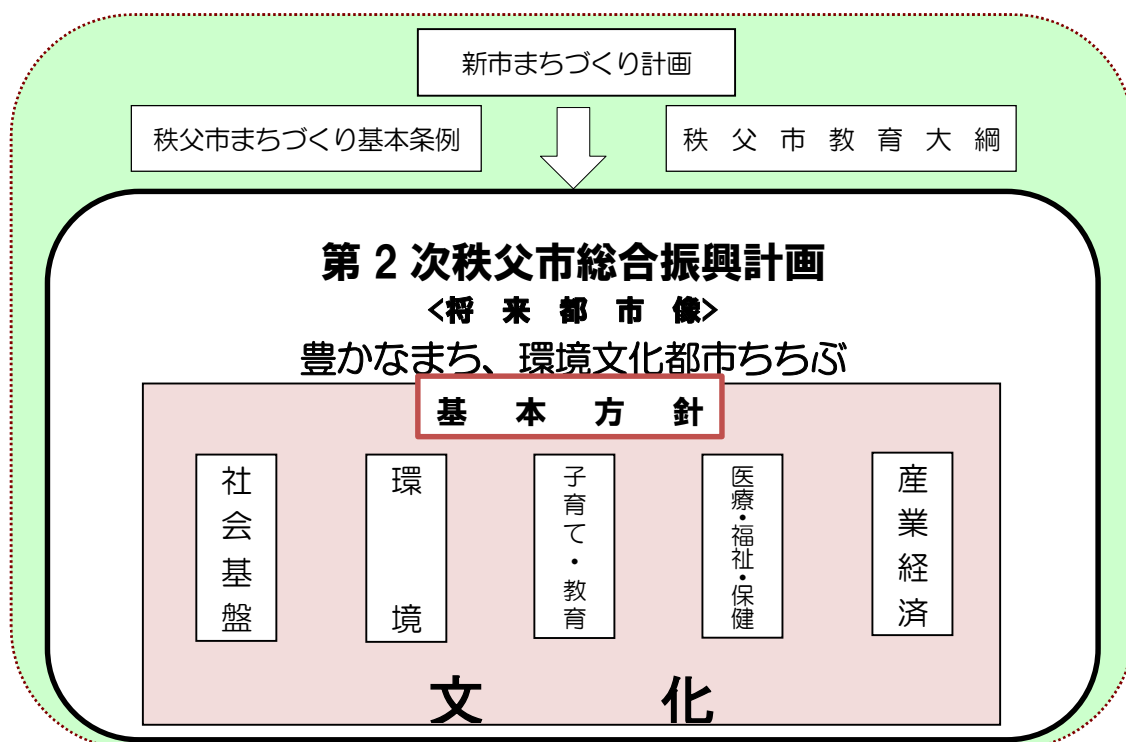 新市まちづくり計画
秩父市まちづくり基本条例
秩父市教育大綱
第2次秩父市総合振興計画
<将来都市像>
豊かなまち、環境文化都市ちちぶ
基本方針
社会基盤
環境
子育て・教育
医療・福祉・保健
産業経済
文化